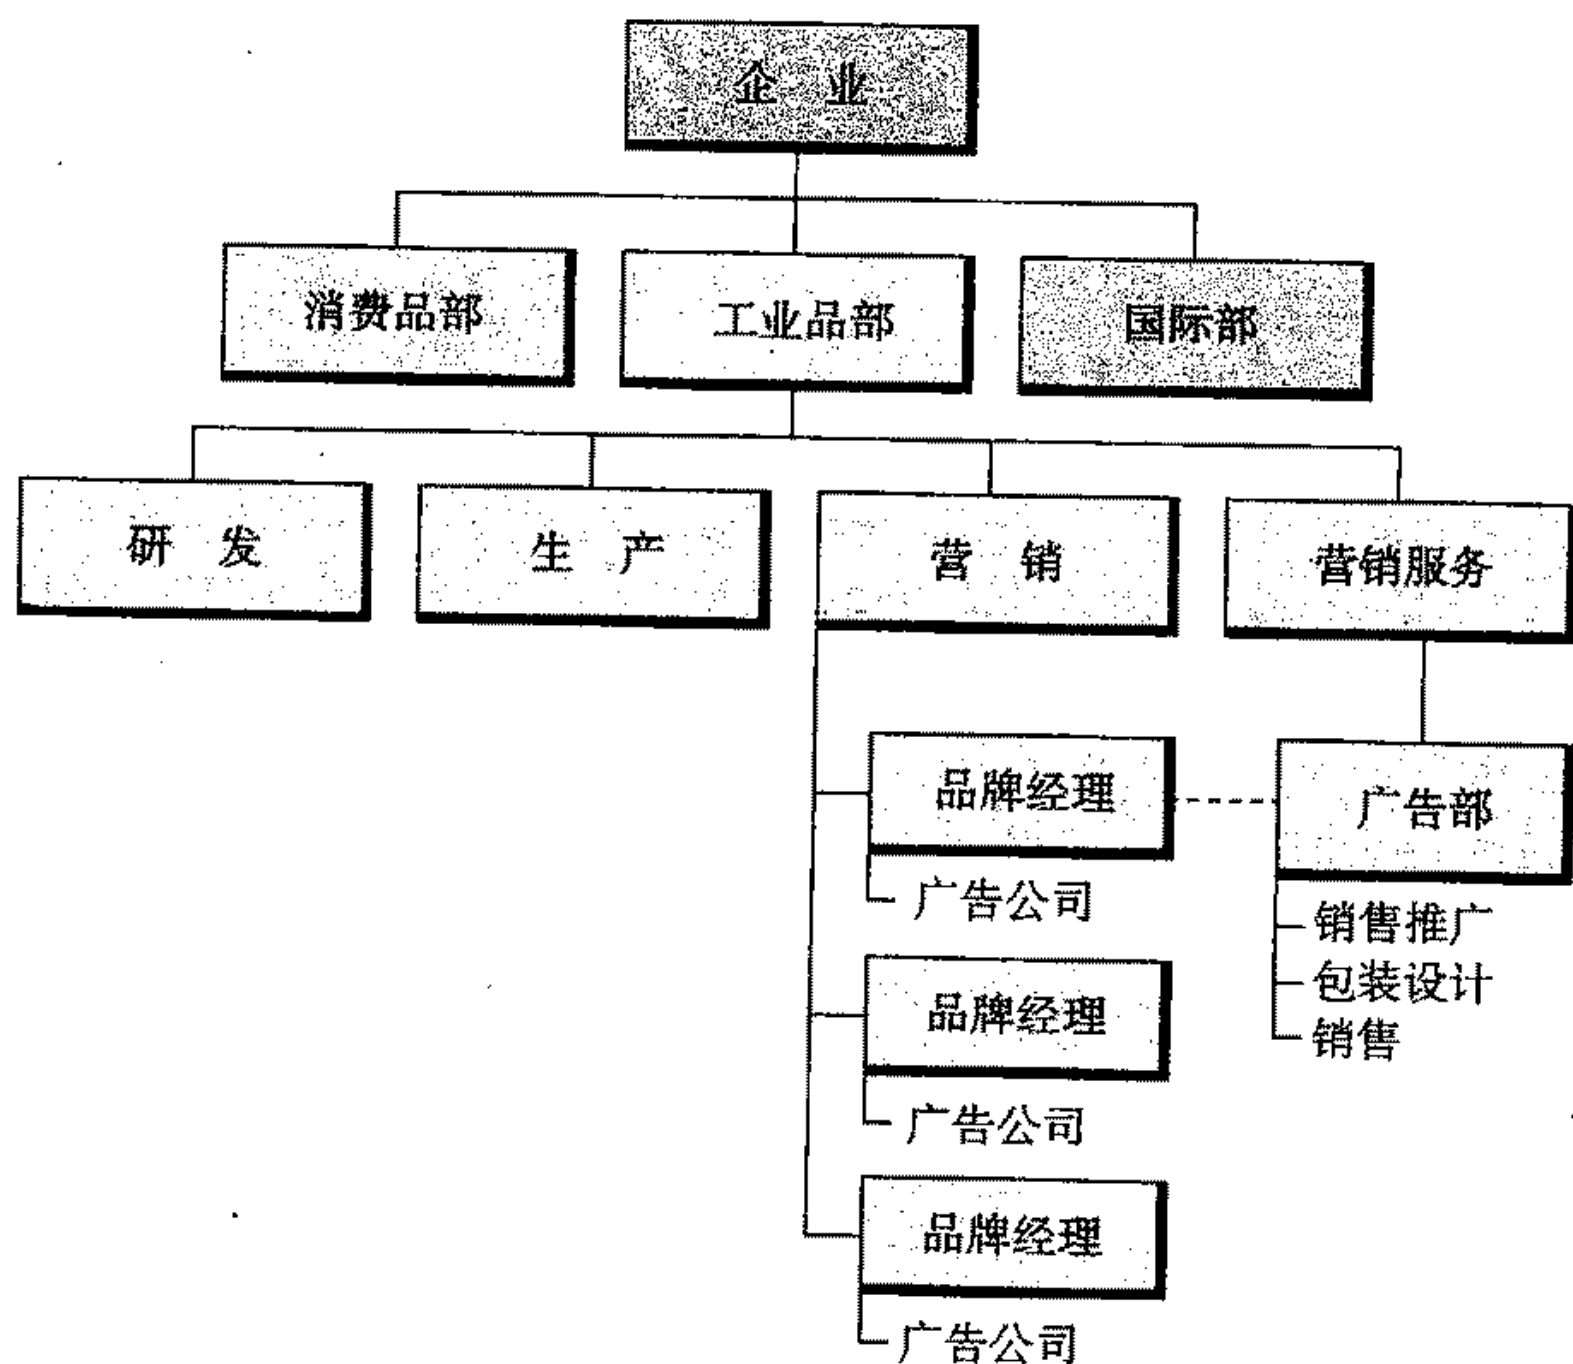 企 业
消费品部 工业品部 国际部
研 发 生 产 营 销 营销服务
品牌经理 广告部
广告公司 销售推广
品牌经理 包装设计
销售
广告公司
品牌经理
广告公司